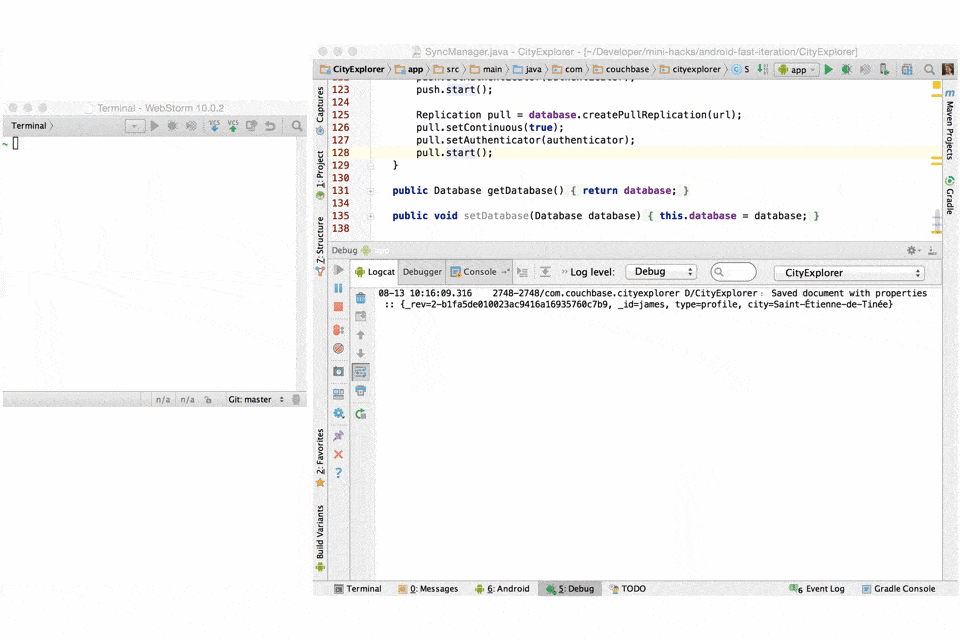 Terminal - WebStorm 10.0.2
Terminal
~
n/a n/a Git: master
SyncManager.java - CityExplorer - [~/Developer/mini-hacks/android-fast-iteration/CityExplorer]
CityExplorer app src main java com couchbase cityexplorer C S app
123 push.start();
124
125 Replication pull = database.createPullReplication(url);
126 pull.setContinuous(true);
127 pull.setAuthenticator(authenticator);
128 pull.start();
129 }
130
131 public Database getDatabase() { return database; }
134
135 public void setDatabase(Database database) { this.database = database; }
138
Captures
1: Project
Z: Structure
2: Favorites
Build Variants
m Maven Projects
Gradle
Debug app
Logcat Debugger Console Log level: Debug CityExplorer
08-13 10:16:09.316 2748-2748/com.couchbase.cityexplorer D/CityExplorer: Saved document with properties
:: {_rev=2-b1fa5de010023ac9416a16935760c7b9, _id=james, type=profile, city=Saint-Étienne-de-Tinée}
Terminal 0: Messages 6: Android 5: Debug TODO 6 Event Log Gradle Console